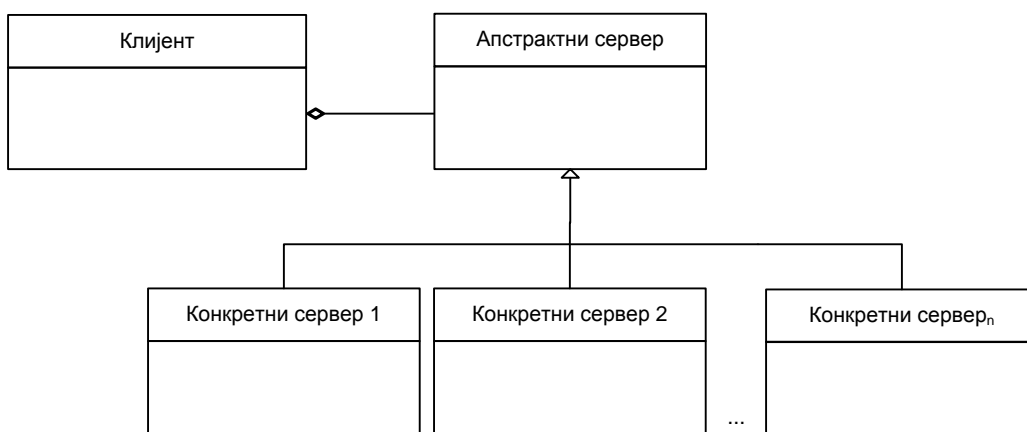 Клијент
Апстрактни сервер
Конкретни сервер 1
Конкретни сервер 2
Конкретни серверₙ
...